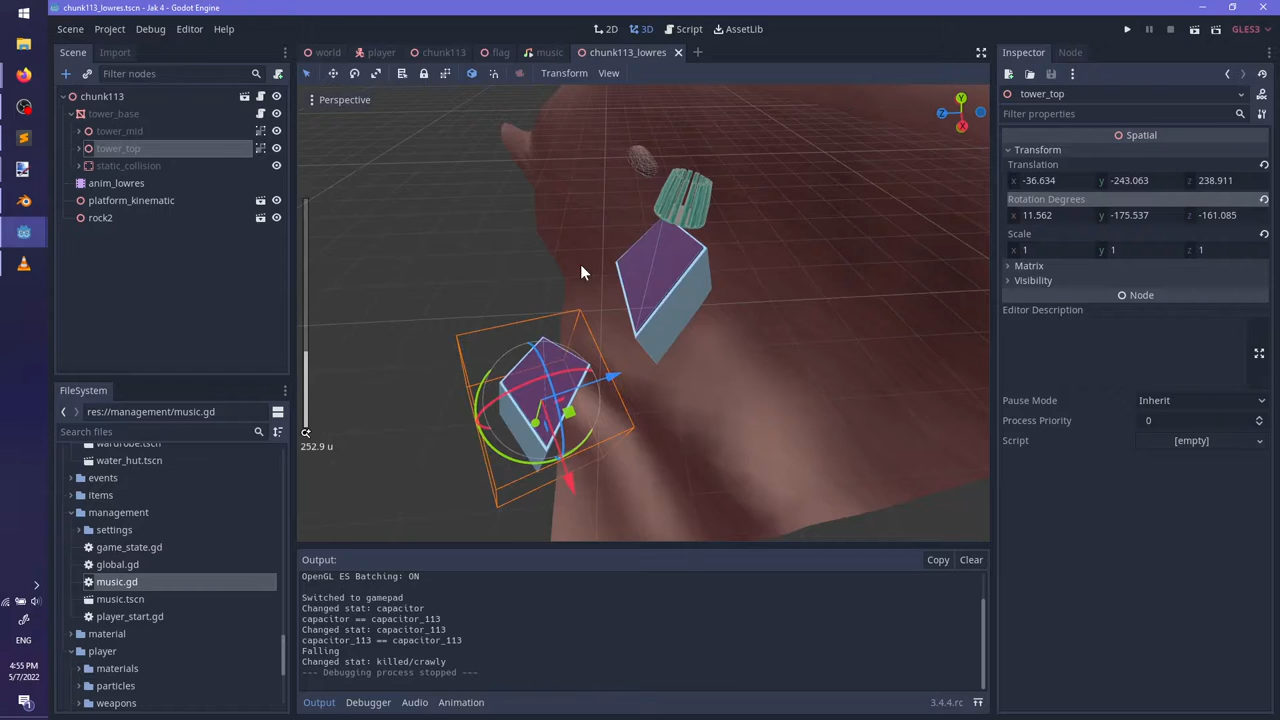 chunk113_lowres.tscn - Jak 4 - Godot Engine
Scene Project Debug Editor Help
2D 3D Script AssetLib
GLES3
Scene Import
world player chunk113 flag music chunk113_lowres
Inspector Node
Filter nodes
Transform View
chunk113
tower_base
tower_mid
tower_top
static_collision
anim_lowres
platform_kinematic
rock2
Perspective
Y
Z
X
252.9 u
tower_top
Filter properties
Spatial
Transform
Translation
x -36.634 y -243.063 z 238.911
Rotation Degrees
x 11.562 y -175.537 z -161.085
Scale
x 1 y 1 z 1
Matrix
Visibility
Node
Editor Description
Pause Mode Inherit
Process Priority 0
Script [empty]
FileSystem
res://management/music.gd
Search files
wardrobe.tscn
water_hut.tscn
events
items
management
settings
game_state.gd
global.gd
music.gd
music.tscn
player_start.gd
material
player
materials
particles
weapons
Output: Copy Clear
OpenGL ES Batching: ON
Switched to gamepad
Changed stat: capacitor
capacitor == capacitor_113
Changed stat: capacitor_113
capacitor_113 == capacitor_113
Falling
Changed stat: killed/crawly
--- Debugging process stopped ---
Output Debugger Audio Animation 3.4.4.rc
ENG
4:55 PM
5/7/2022